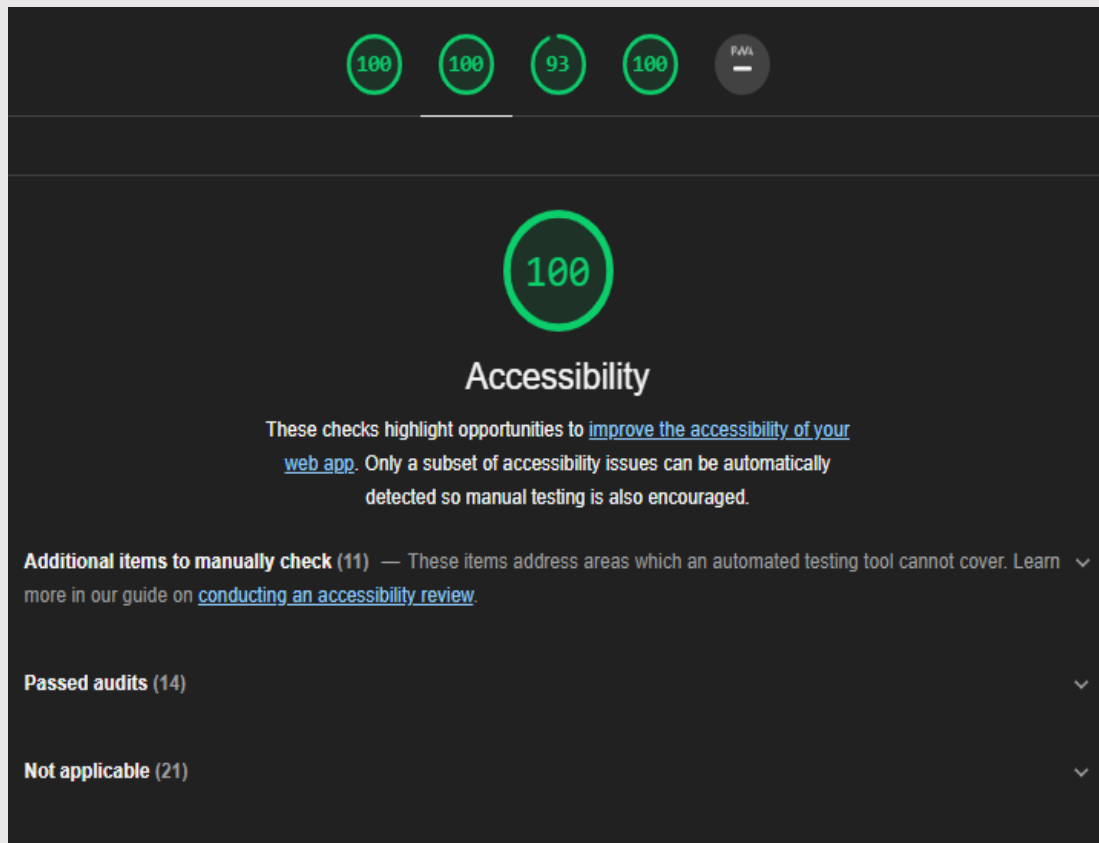 100 100 93 100 PWA
100
Accessibility
These checks highlight opportunities to improve the accessibility of your
web app. Only a subset of accessibility issues can be automatically
detected so manual testing is also encouraged.
Additional items to manually check (11) — These items address areas which an automated testing tool cannot cover. Learn
more in our guide on conducting an accessibility review.
Passed audits (14)
Not applicable (21)